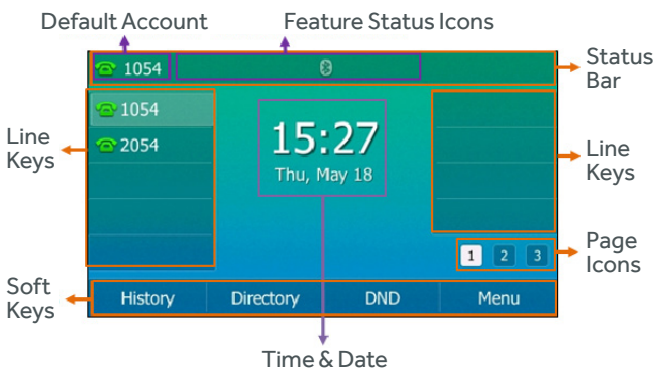 Default Account
Feature Status Icons
1054
Status
Bar
1054
2054
15:27
Thu, May 18
Line
Keys
Line
Keys
1 2 3
Page
Icons
Soft
Keys
History Directory DND Menu
Time & Date